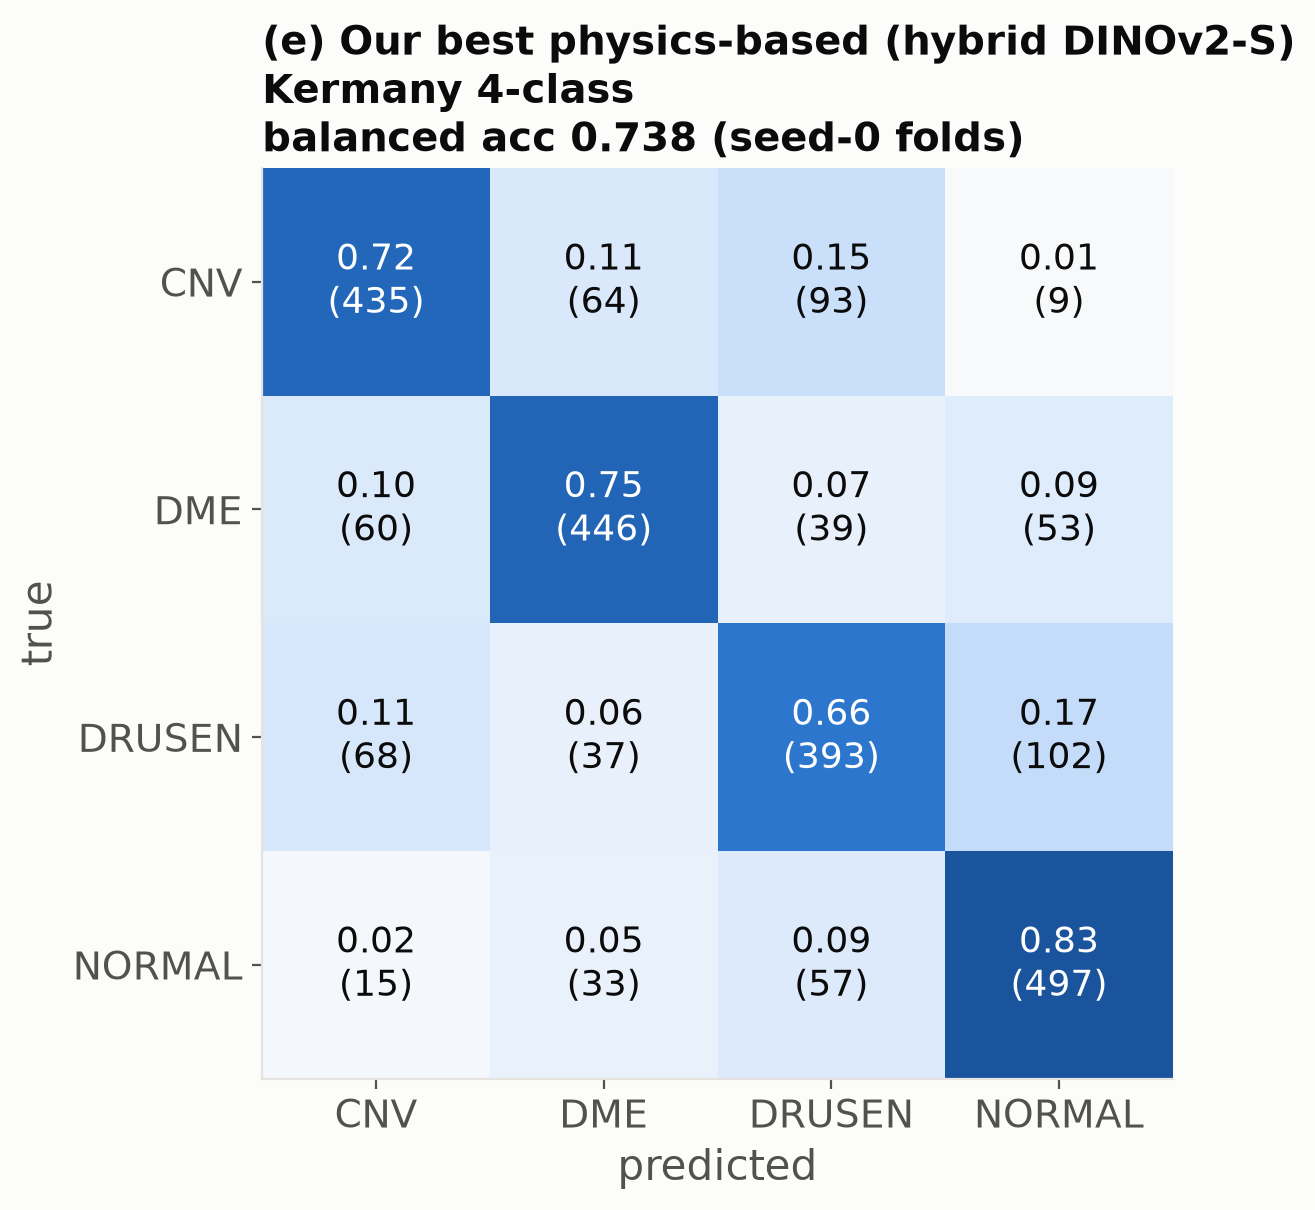 (e) Our best physics-based (hybrid DINOv2-S)
Kermany 4-class
balanced acc 0.738 (seed-0 folds)
CNV
0.72
(435)
0.11
(64)
0.15
(93)
0.01
(9)
DME
0.10
(60)
0.75
(446)
0.07
(39)
0.09
(53)
DRUSEN
0.11
(68)
0.06
(37)
0.66
(393)
0.17
(102)
NORMAL
0.02
(15)
0.05
(33)
0.09
(57)
0.83
(497)
true
CNV
DME
DRUSEN
NORMAL
predicted